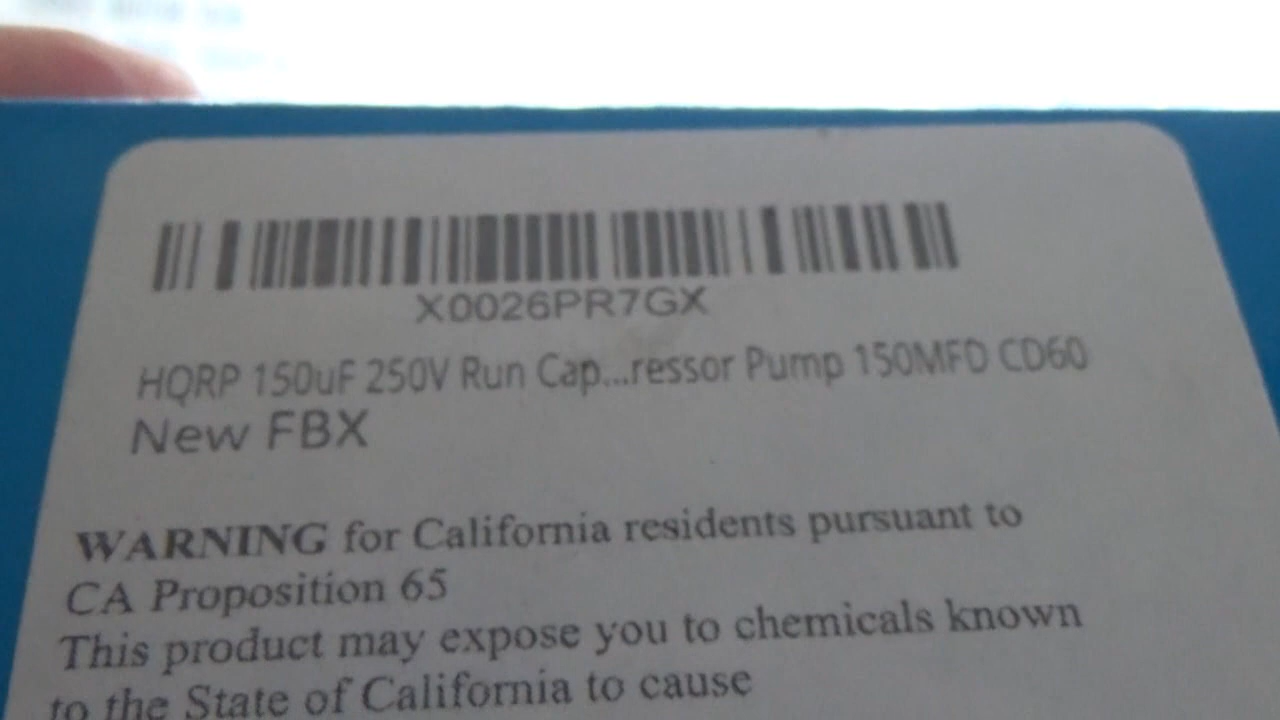 X0026PR7GX
HQRP 150uF 250V Run Cap...ressor Pump 150MFD CD60
New FBX
WARNING for California residents pursuant to
CA Proposition 65
This product may expose you to chemicals known
to the State of California to cause